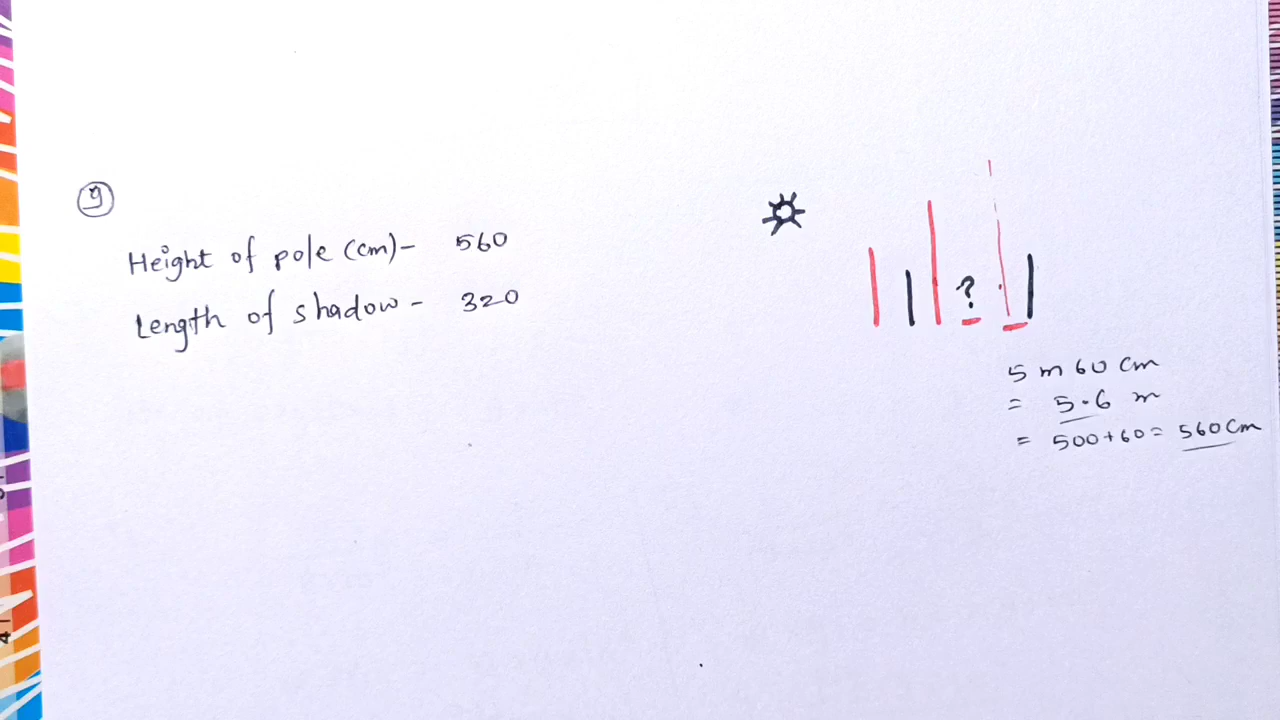 9
Height of pole (cm) - 560
Length of shadow - 320
?
5 m 60 cm
= 5.6 m
= 500+60 = 560 cm